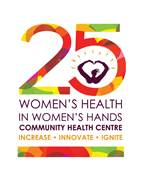 25
WOMEN'S HEALTH
IN WOMEN'S HANDS
COMMUNITY HEALTH CENTRE
INCREASE • INNOVATE • IGNITE